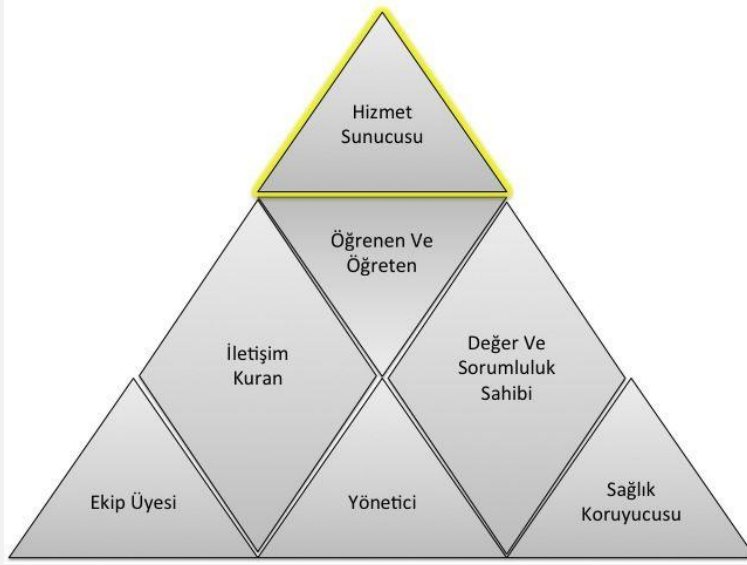 Hizmet
Sunucusu
Öğrenen Ve
Öğreten
İletişim
Kuran
Değer Ve
Sorumluluk
Sahibi
Ekip Üyesi
Yönetici
Sağlık
Koruyucusu